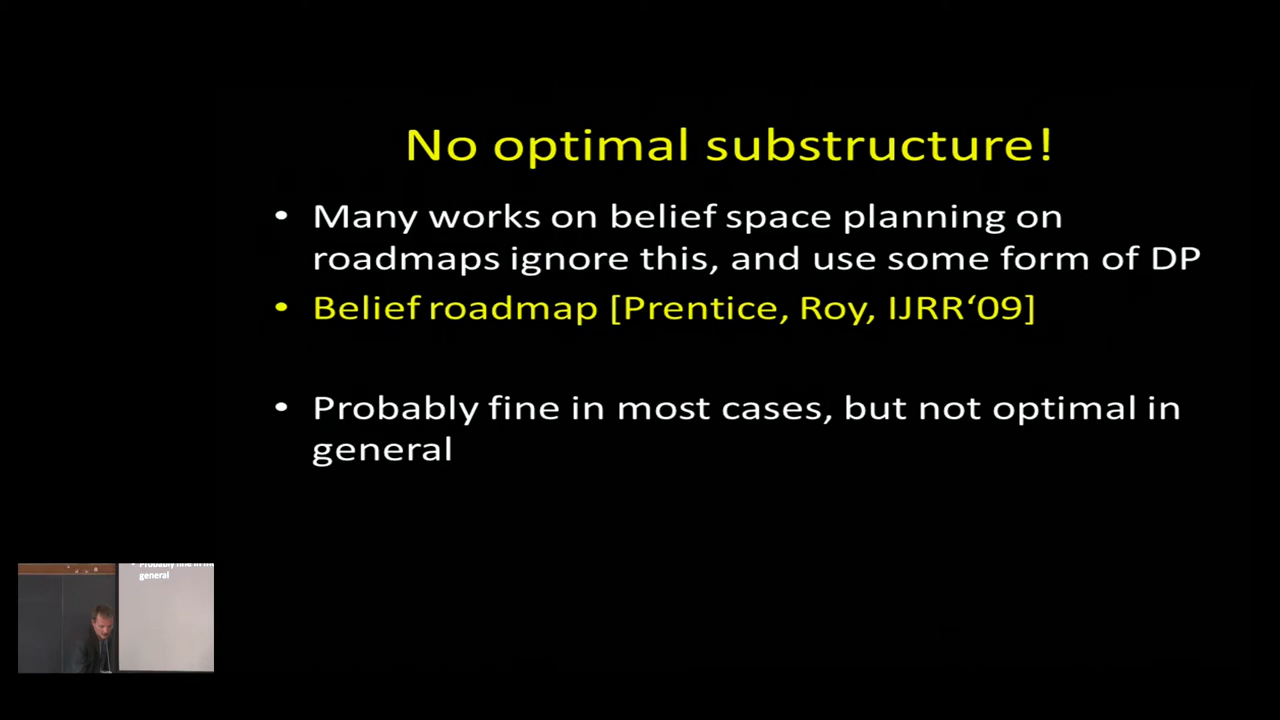 No optimal substructure!
• Many works on belief space planning on
roadmaps ignore this, and use some form of DP
• Belief roadmap [Prentice, Roy, IJRR‘09]
• Probably fine in most cases, but not optimal in
general
general